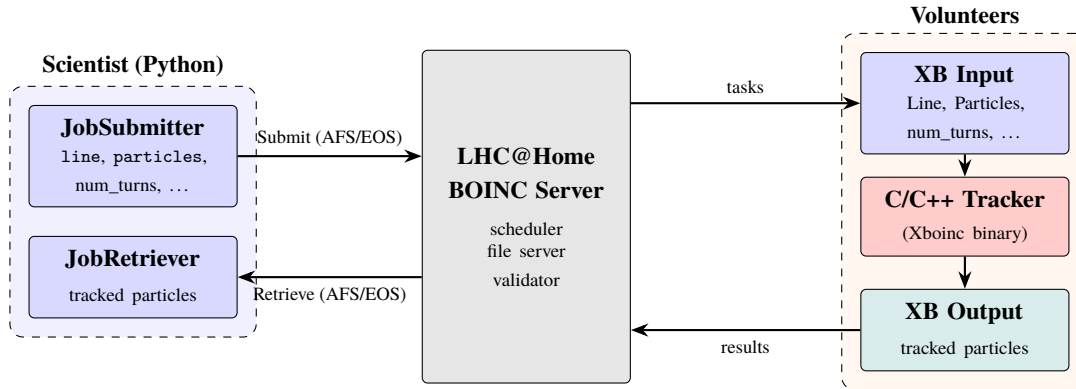 Scientist (Python)
JobSubmitter
line, particles,
num_turns, ...
JobRetriever
tracked particles
Submit (AFS/EOS)
Retrieve (AFS/EOS)
LHC@Home
BOINC Server
scheduler
file server
validator
tasks
results
Volunteers
XB Input
Line, Particles,
num_turns, ...
C/C++ Tracker
(Xboinc binary)
XB Output
tracked particles